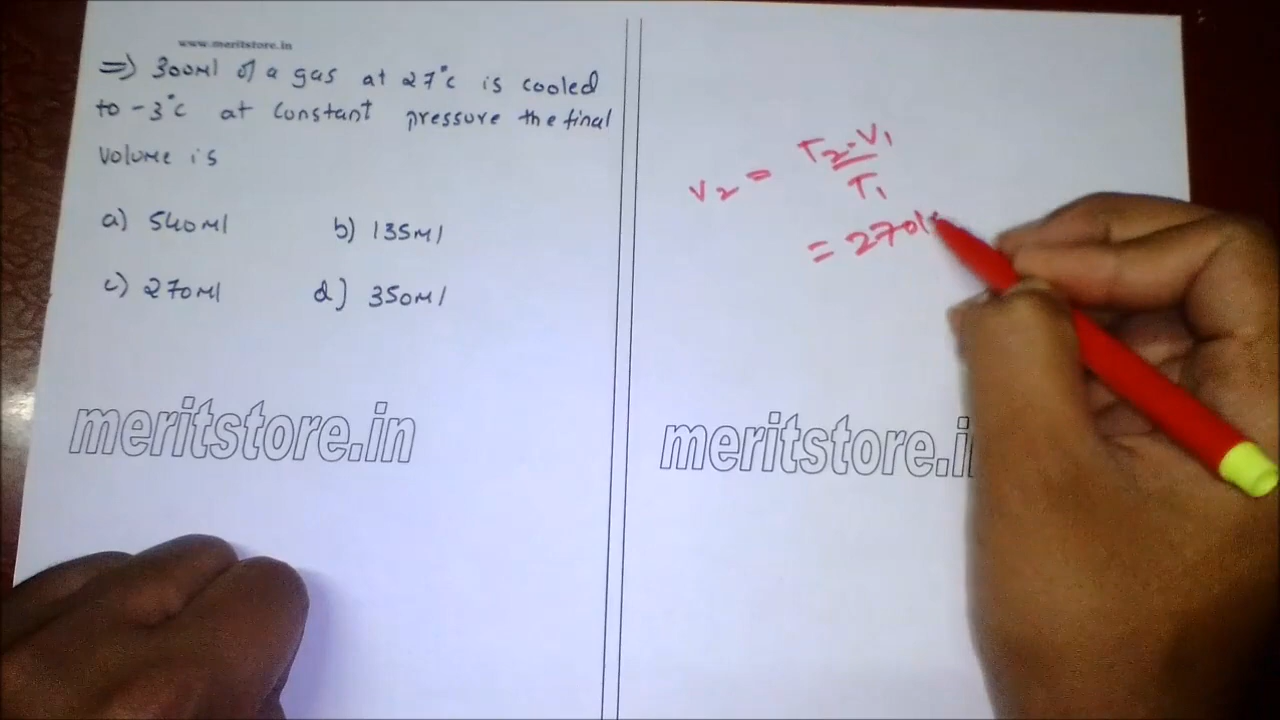 www.meritstore.in
⇒ 300Ml of a gas at 27°c is cooled
to -3°c at Constant pressure the final
Volume is
a) 540Ml b) 135Ml
c) 270Ml d) 350Ml
meritstore.in
V2 = T2.V1
T1
= 270
meritstore.i